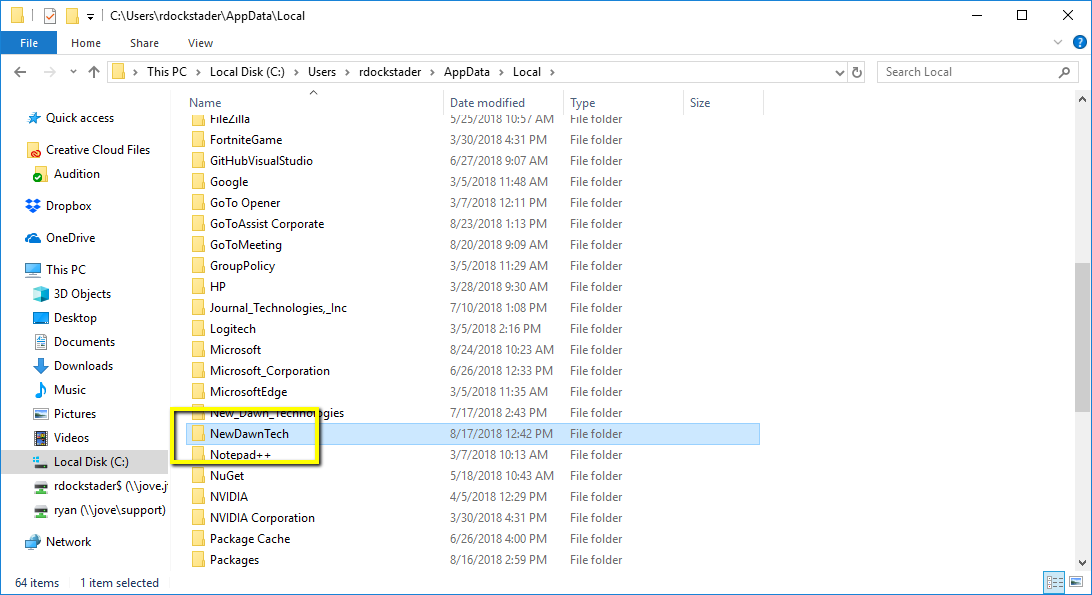 C:\Users\rdockstader\AppData\Local
File Home Share View
This PC Local Disk (C:) Users rdockstader AppData Local
Search Local
Quick access
Creative Cloud Files
Audition
Dropbox
OneDrive
This PC
3D Objects
Desktop
Documents
Downloads
Music
Pictures
Videos
Local Disk (C:)
rdockstader$ (\\jove.j
ryan (\\jove\support)
Network
Name Date modified Type Size
FileZilla 5/25/2018 10:57 AM File folder
FortniteGame 3/30/2018 4:31 PM File folder
GitHubVisualStudio 6/27/2018 9:07 AM File folder
Google 3/5/2018 11:48 AM File folder
GoTo Opener 3/7/2018 12:11 PM File folder
GoToAssist Corporate 8/23/2018 1:13 PM File folder
GoToMeeting 8/20/2018 9:09 AM File folder
GroupPolicy 3/5/2018 11:29 AM File folder
HP 3/28/2018 9:30 AM File folder
Journal_Technologies,_Inc 7/10/2018 1:08 PM File folder
Logitech 3/5/2018 2:16 PM File folder
Microsoft 8/24/2018 10:23 AM File folder
Microsoft_Corporation 6/26/2018 12:33 PM File folder
MicrosoftEdge 3/5/2018 11:35 AM File folder
New_Dawn_Technologies 7/17/2018 2:43 PM File folder
NewDawnTech 8/17/2018 12:42 PM File folder
Notepad++ 3/7/2018 10:13 AM File folder
NuGet 5/18/2018 10:43 AM File folder
NVIDIA 4/5/2018 12:29 PM File folder
NVIDIA Corporation 3/30/2018 4:31 PM File folder
Package Cache 6/26/2018 4:00 PM File folder
Packages 8/16/2018 2:59 PM File folder
64 items 1 item selected